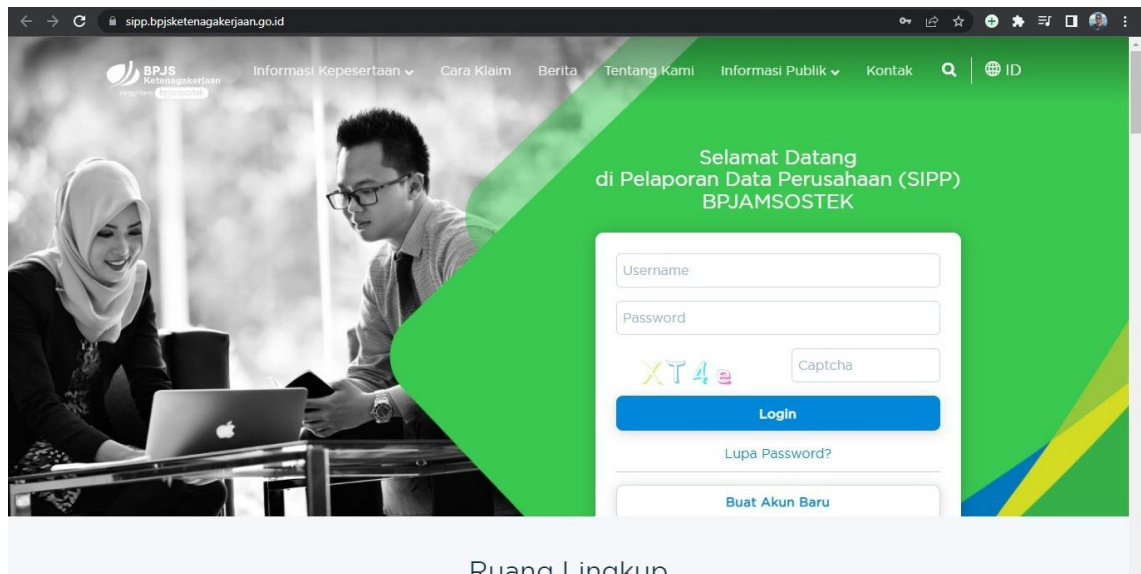 sipp.bpjsketenagakerjaan.go.id
BPJS
Ketenagakerjaan
Informasi Kepesertaan
Cara Klaim
Berita
Tentang Kami
Informasi Publik
Kontak
ID
Selamat Datang
di Pelaporan Data Perusahaan (SIPP)
BPJAMSOSTEK
Username
Password
XT4e
Captcha
Login
Lupa Password?
Buat Akun Baru
Ruang Lingkup